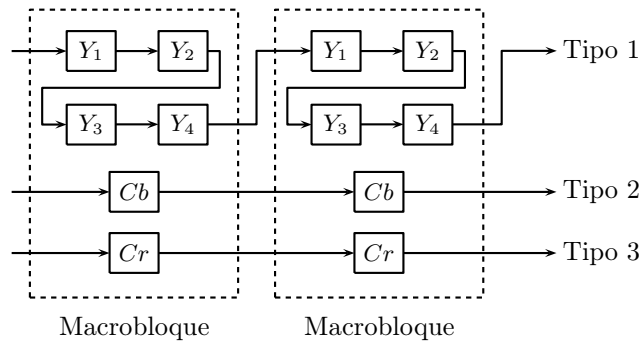 Y1 Y2 Y1 Y2 Tipo 1
Y3 Y4 Y3 Y4
Cb Cb Tipo 2
Cr Cr Tipo 3
Macrobloque Macrobloque